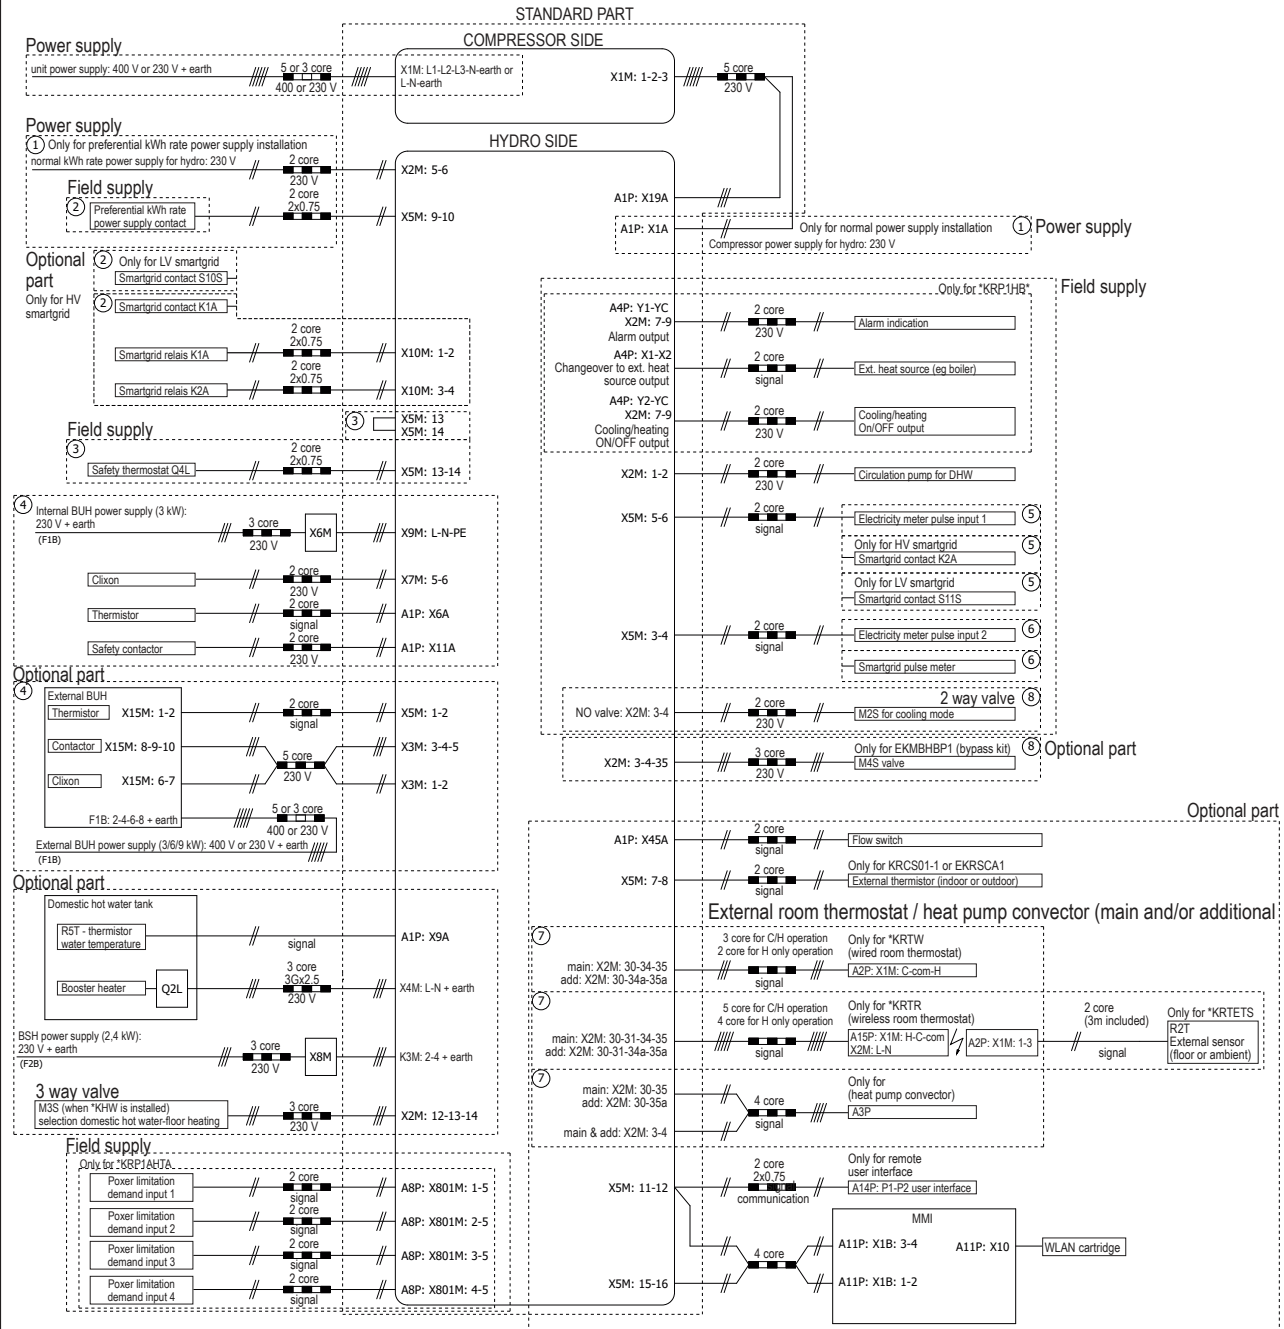 STANDARD PART
Power supply
COMPRESSOR SIDE
unit power supply: 400 V or 230 V + earth
5 or 3 core
400 or 230 V
X1M: L1-L2-L3-N-earth or
L-N-earth
X1M: 1-2-3
5 core
230 V
Power supply
① Only for preferential kWh rate power supply installation
normal kWh rate power supply for hydro: 230 V
2 core
230 V
HYDRO SIDE
X2M: 5-6
Field supply
②
Preferential kWh rate
power supply contact
2 core
2x0.75
X5M: 9-10
A1P: X19A
A1P: X1A
Only for normal power supply installation
① Power supply
Compressor power supply for hydro: 230 V
Optional
part
Only for HV
smartgrid
② Only for LV smartgrid
Smartgrid contact S10S
② Smartgrid contact K1A
Smartgrid relais K1A
2 core
2x0.75
X10M: 1-2
Smartgrid relais K2A
2 core
2x0.75
X10M: 3-4
③
X5M: 13
X5M: 14
Field supply
③
Safety thermostat Q4L
2 core
2x0.75
X5M: 13-14
Only for *KRP1HB*
Field supply
A4P: Y1-YC
X2M: 7-9
Alarm output
2 core
230 V
Alarm indication
A4P: X1-X2
Changeover to ext. heat
source output
2 core
signal
Ext. heat source (eg boiler)
A4P: Y2-YC
X2M: 7-9
Cooling/heating
ON/OFF output
2 core
230 V
Cooling/heating
On/OFF output
X2M: 1-2
2 core
230 V
Circulation pump for DHW
④
Internal BUH power supply (3 kW):
230 V + earth
(F1B)
3 core
230 V
X6M
X9M: L-N-PE
Clixon
2 core
230 V
X7M: 5-6
Thermistor
2 core
signal
A1P: X6A
Safety contactor
2 core
230 V
A1P: X11A
X5M: 5-6
2 core
signal
Electricity meter pulse input 1
⑤
Only for HV smartgrid
⑤
Smartgrid contact K2A
Only for LV smartgrid
⑤
Smartgrid contact S11S
X5M: 3-4
2 core
signal
Electricity meter pulse input 2
⑥
Smartgrid pulse meter
⑥
2 way valve ⑧
NO valve: X2M: 3-4
2 core
230 V
M2S for cooling mode
X2M: 3-4-35
3 core
230 V
Only for EKMBHBP1 (bypass kit)
⑧ Optional part
M4S valve
Optional part
④
External BUH
Thermistor
X15M: 1-2
2 core
signal
X5M: 1-2
Contactor
X15M: 8-9-10
5 core
230 V
X3M: 3-4-5
Clixon
X15M: 6-7
X3M: 1-2
F1B: 2-4-6-8 + earth
5 or 3 core
400 or 230 V
External BUH power supply (3/6/9 kW): 400 V or 230 V + earth
(F1B)
Optional part
A1P: X45A
2 core
signal
Flow switch
X5M: 7-8
2 core
signal
Only for KRCS01-1 or EKRSCA1
External thermistor (indoor or outdoor)
Optional part
Domestic hot water tank
R5T - thermistor
water temperature
signal
A1P: X9A
Booster heater
Q2L
3 core
3Gx2.5
230 V
X4M: L-N + earth
BSH power supply (2,4 kW):
230 V + earth
(F2B)
3 core
230 V
X8M
K3M: 2-4 + earth
3 way valve
M3S (when *KHW is installed)
selection domestic hot water-floor heating
3 core
230 V
X2M: 12-13-14
External room thermostat / heat pump convector (main and/or additional
⑦
main: X2M: 30-34-35
add: X2M: 30-34a-35a
3 core for C/H operation
2 core for H only operation
signal
Only for *KRTW
(wired room thermostat)
A2P: X1M: C-com-H
⑦
main: X2M: 30-31-34-35
add: X2M: 30-31-34a-35a
5 core for C/H operation
4 core for H only operation
signal
Only for *KRTR
(wireless room thermostat)
A15P: X1M: H-C-com
X2M: L-N
A2P: X1M: 1-3
2 core
(3m included)
signal
Only for *KRTETS
R2T
External sensor
(floor or ambient)
⑦
main: X2M: 30-35
add: X2M: 30-35a
main & add: X2M: 3-4
4 core
signal
Only for
(heat pump convector)
A3P
Field supply
Only for *KRP1AHTA
Poxer limitation
demand input 1
2 core
signal
A8P: X801M: 1-5
Poxer limitation
demand input 2
2 core
signal
A8P: X801M: 2-5
Poxer limitation
demand input 3
2 core
signal
A8P: X801M: 3-5
Poxer limitation
demand input 4
2 core
signal
A8P: X801M: 4-5
X5M: 11-12
2 core
2x0,75
communication
Only for remote
user interface
A14P: P1-P2 user interface
X5M: 15-16
4 core
MMI
A11P: X1B: 3-4
A11P: X1B: 1-2
A11P: X10
WLAN cartridge